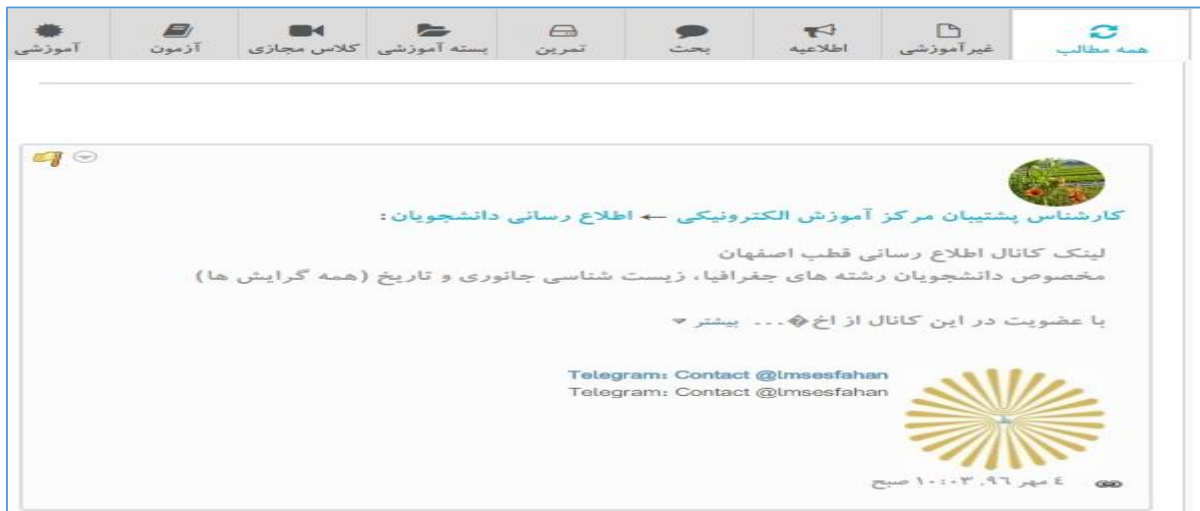 همه مطالب
غیرآموزشی
اطلاعیه
بحث
تمرین
بسته آموزشی
کلاس مجازی
آزمون
آموزشی
کارشناس پشتیبان مرکز آموزش الکترونیکی ← اطلاع رسانی دانشجویان:
لینک کانال اطلاع رسانی قطب اصفهان
مخصوص دانشجویان رشته های جغرافیا، زیست شناسی جانوری و تاریخ (همه گرایش ها)
با عضویت در این کانال از اخ�... بیشتر
Telegram: Contact @lmsesfahan
Telegram: Contact @lmsesfahan
٤ مهر ٩٦, ١٠:٠٣ صبح